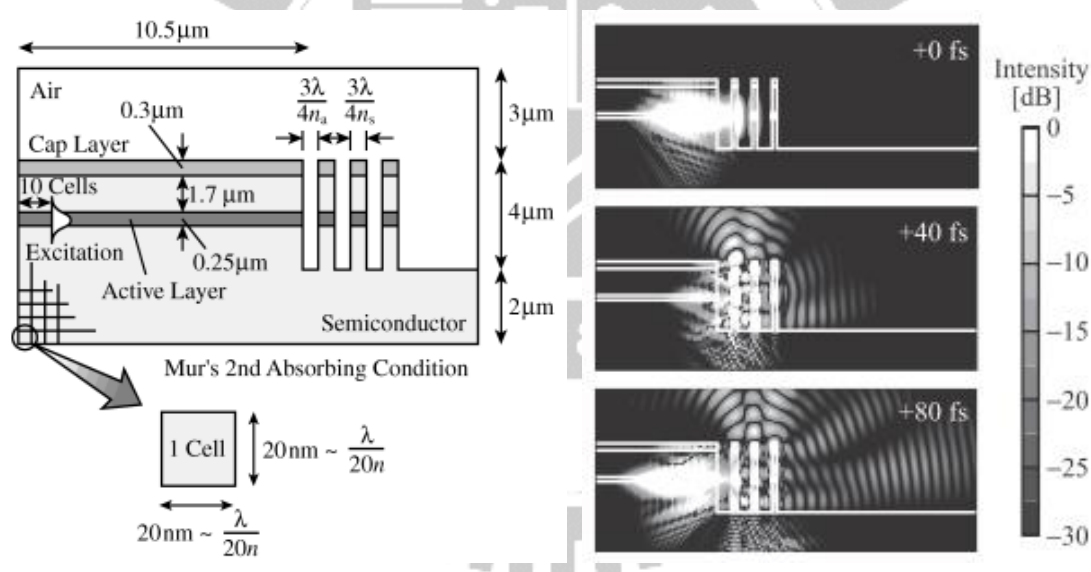 10.5μm
Air
0.3μm
3λ/4nₐ
3λ/4nₛ
3μm
Cap Layer
10 Cells
1.7 μm
4μm
Excitation
0.25μm
Active Layer
2μm
Semiconductor
Mur's 2nd Absorbing Condition
1 Cell
20nm ~ λ/20n
20nm ~ λ/20n
+0 fs
+40 fs
+80 fs
Intensity
[dB]
0
−5
−10
−15
−20
−25
−30